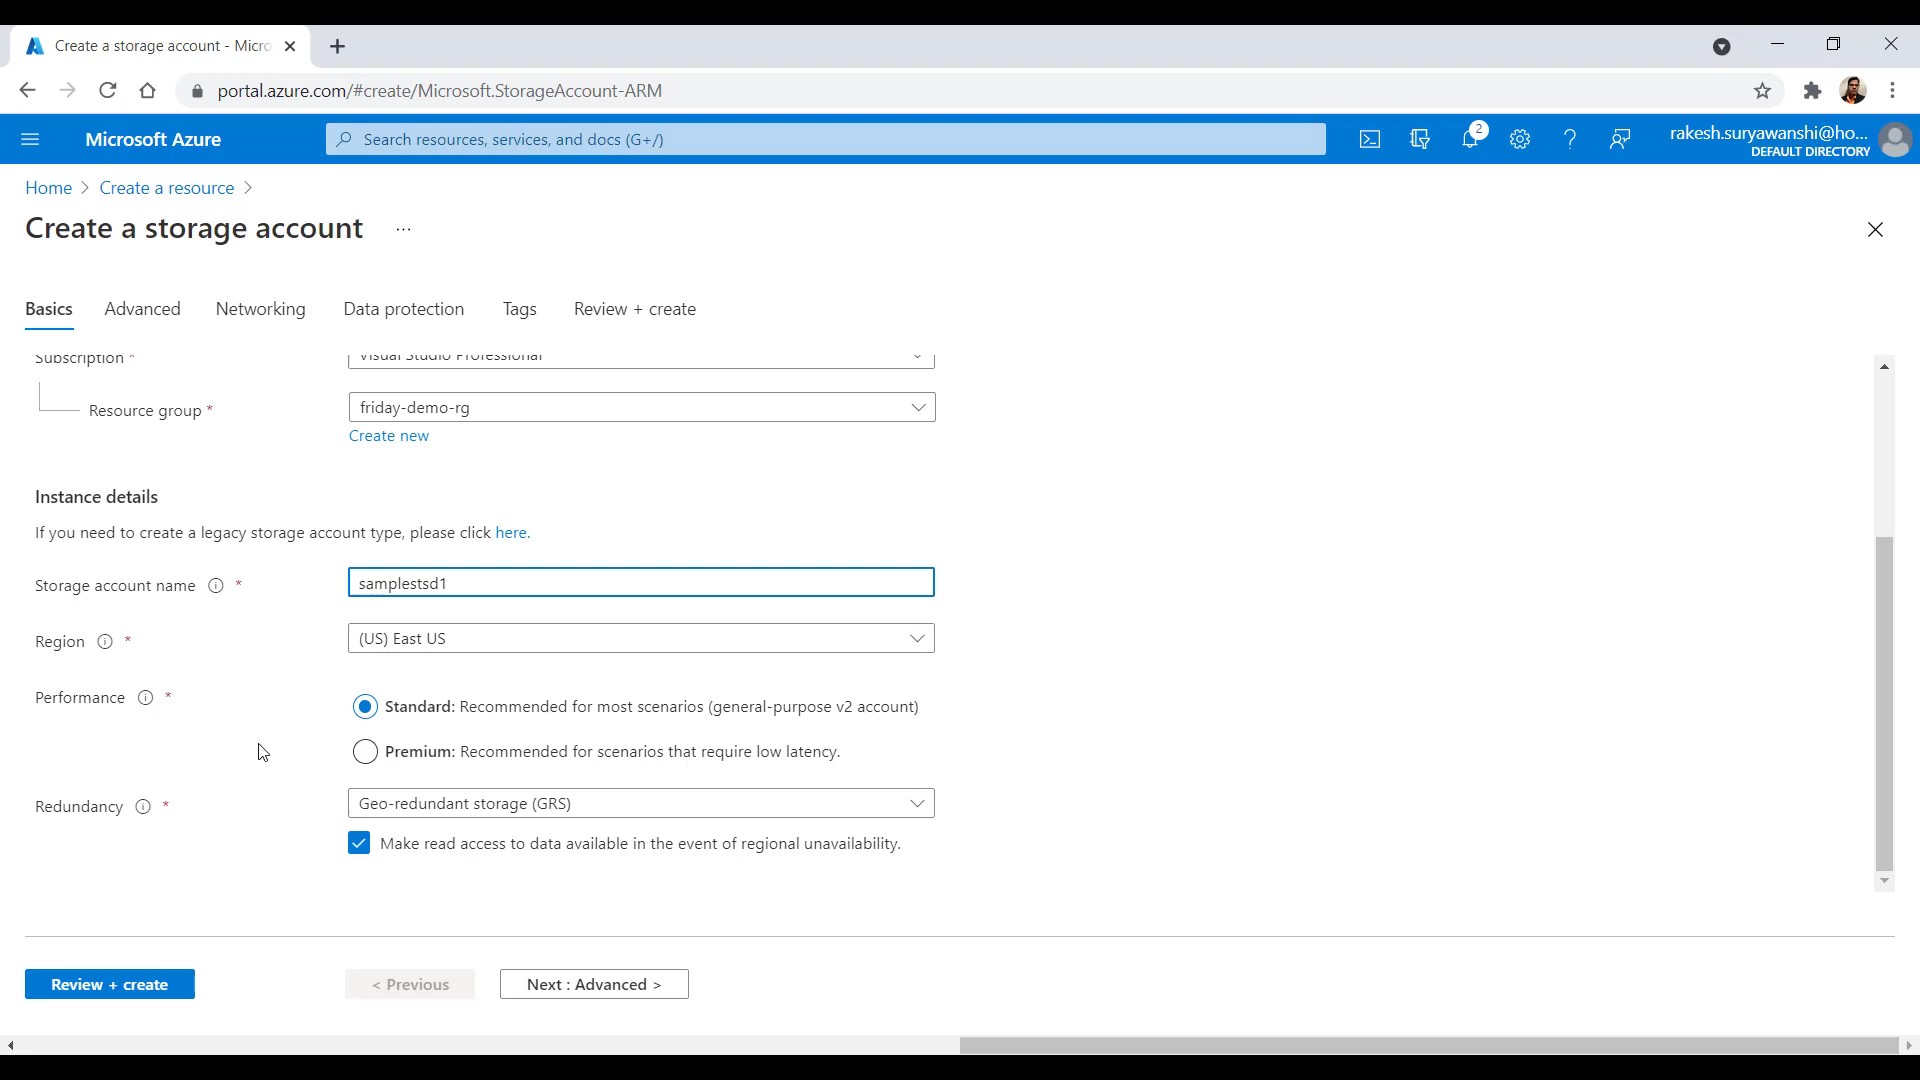 Create a storage account - Micro
portal.azure.com/#create/Microsoft.StorageAccount-ARM
Microsoft Azure
Search resources, services, and docs (G+/)
2
rakesh.suryawanshi@ho...
DEFAULT DIRECTORY
Home > Create a resource >
Create a storage account ...
Basics
Advanced
Networking
Data protection
Tags
Review + create
Subscription *
Visual Studio Professional
Resource group *
friday-demo-rg
Create new
Instance details
If you need to create a legacy storage account type, please click here.
Storage account name *
samplestsd1
Region *
(US) East US
Performance *
Standard: Recommended for most scenarios (general-purpose v2 account)
Premium: Recommended for scenarios that require low latency.
Redundancy *
Geo-redundant storage (GRS)
Make read access to data available in the event of regional unavailability.
Review + create
< Previous
Next : Advanced >